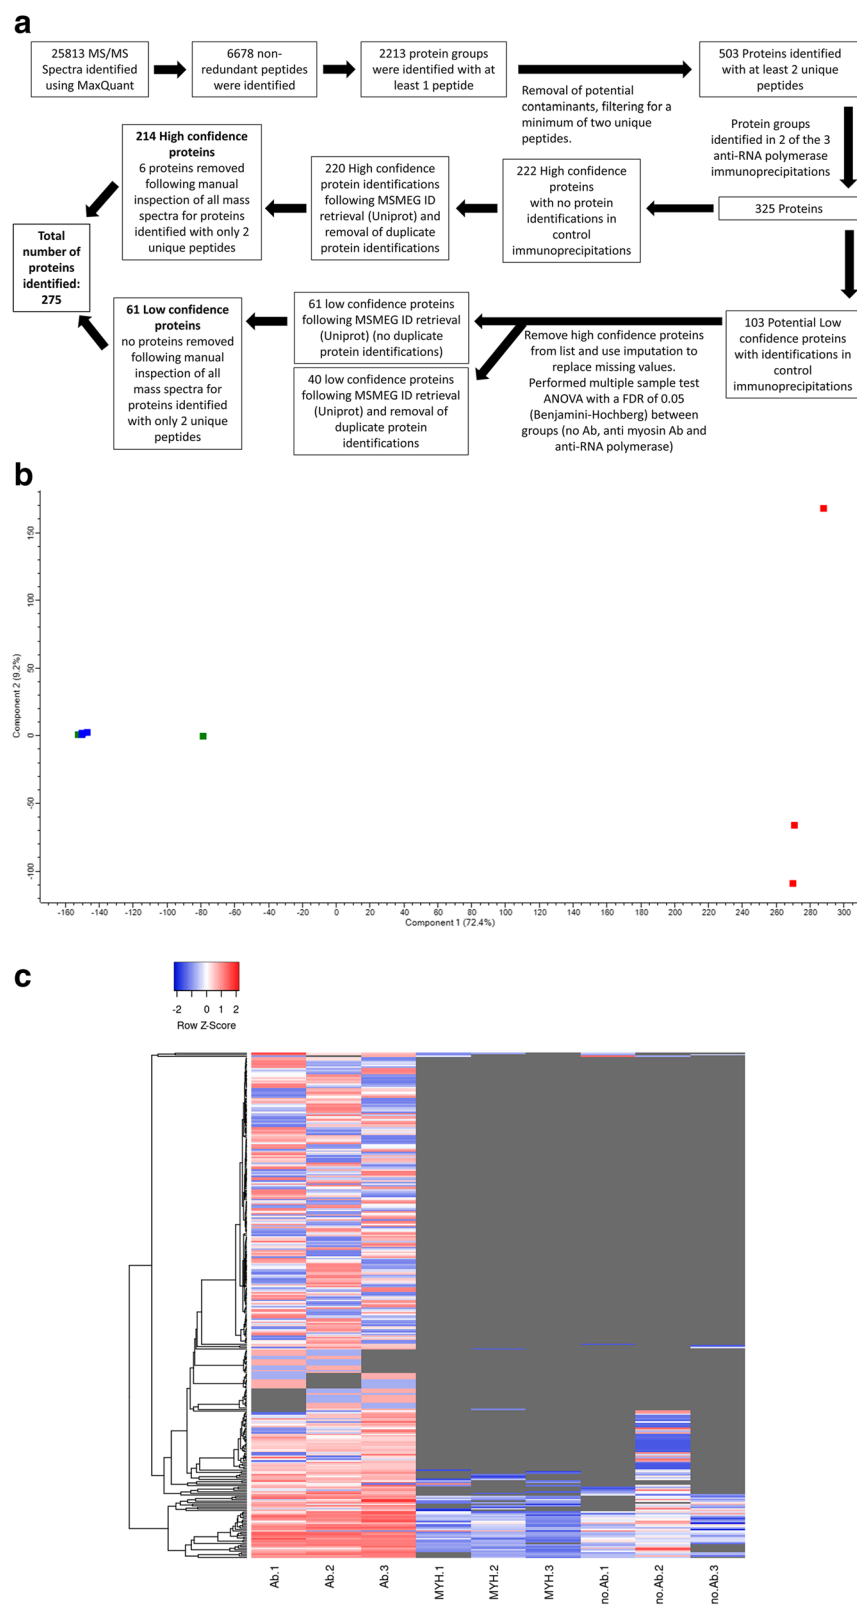 a
25813 MS/MS
Spectra identified
using MaxQuant
6678 non-
redundant peptides
were identified
2213 protein groups
were identified with at
least 1 peptide
Removal of potential
contaminants, filtering for a
minimum of two unique
peptides.
503 Proteins identified
with at least 2 unique
peptides
Protein groups
identified in 2 of the 3
anti-RNA polymerase
immunoprecipitations
325 Proteins
222 High confidence
proteins
with no protein
identifications in
control
immunoprecipitations
220 High confidence
protein identifications
following MSMEG ID
retrieval (Uniprot) and
removal of duplicate
protein identifications
214 High confidence
proteins
6 proteins removed
following manual
inspection of all mass
spectra for proteins
identified with only 2
unique peptides
Total
number of
proteins
identified:
275
103 Potential Low
confidence proteins
with identifications in
control
immunoprecipitations
Remove high confidence proteins
from list and use imputation to
replace missing values.
Performed multiple sample test
ANOVA with a FDR of 0.05
(Benjamini-Hochberg) between
groups (no Ab, anti myosin Ab and
anti-RNA polymerase)
61 low confidence proteins
following MSMEG ID retrieval
(Uniprot) (no duplicate
protein identifications)
40 low confidence proteins
following MSMEG ID retrieval
(Uniprot) and removal of
duplicate protein
identifications
61 Low confidence
proteins
no proteins removed
following manual
inspection of all
mass spectra for
proteins identified
with only 2 unique
peptides
b
Component 2 (9.2%)
150
100
50
0
-50
-100
-160 -140 -120 -100 -80 -60 -40 -20 0 20 40 60 80 100 120 140 160 180 200 220 240 260 280 300
Component 1 (72.4%)
c
-2 0 1 2
Row Z-Score
Ab.1 Ab.2 Ab.3 MYH.1 MYH.2 MYH.3 no.Ab.1 no.Ab.2 no.Ab.3